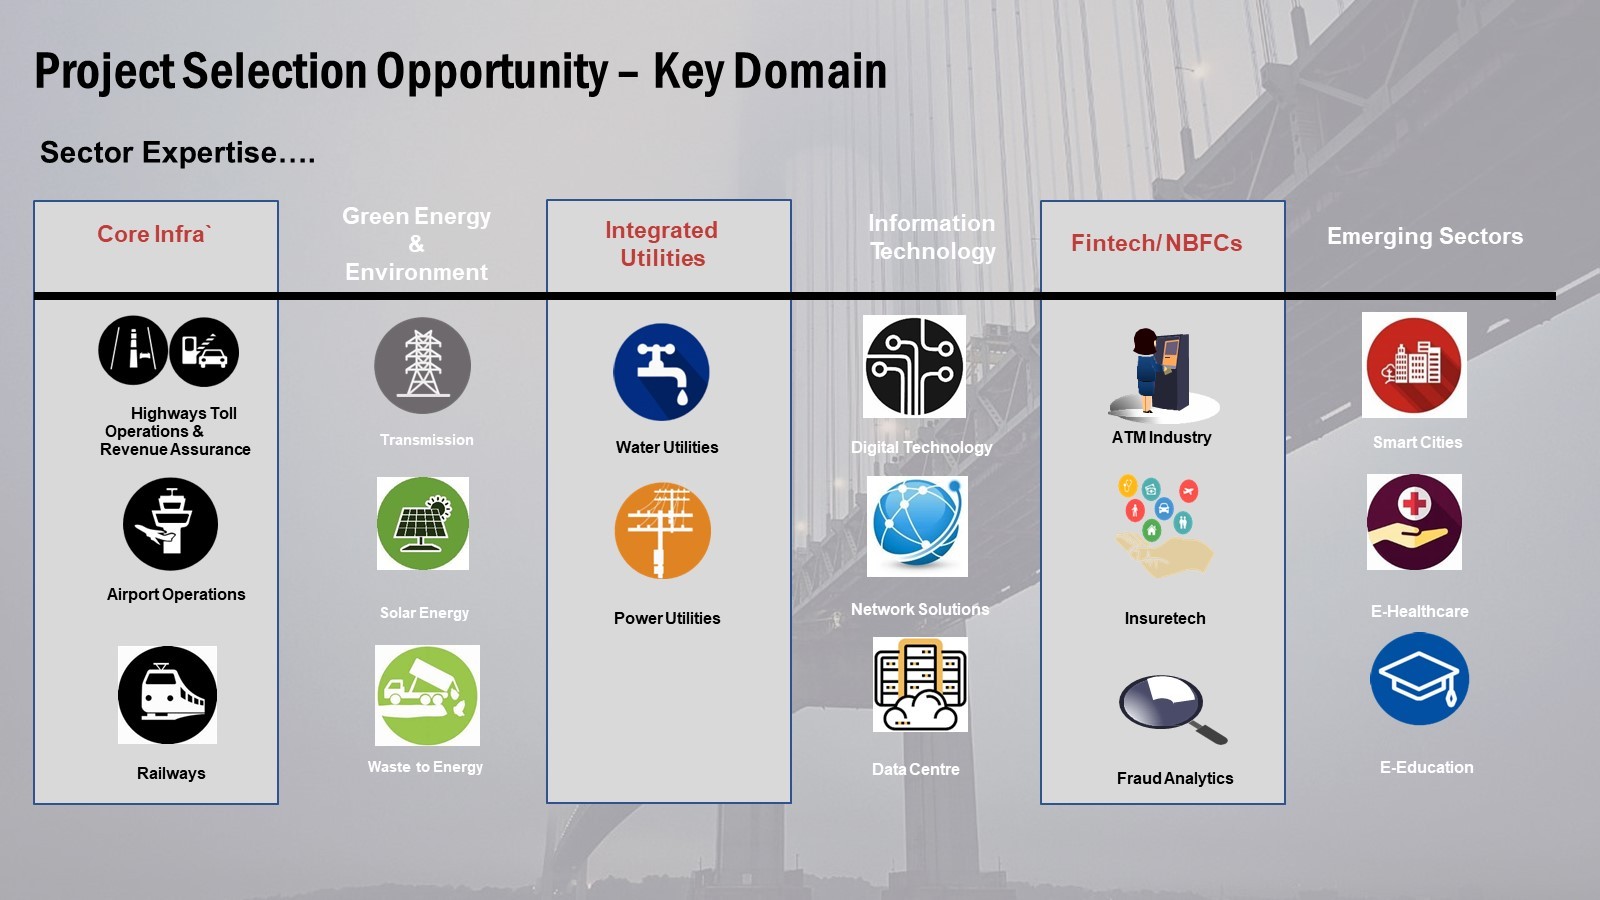 Project Selection Opportunity – Key Domain
Sector Expertise….
Core Infra`
Highways Toll
Operations &
Revenue Assurance
Airport Operations
Railways
Green Energy
&
Environment
Transmission
Solar Energy
Waste to Energy
Integrated
Utilities
Water Utilities
Power Utilities
Information
Technology
Digital Technology
Network Solutions
Data Centre
Fintech/ NBFCs
ATM Industry
Insuretech
Fraud Analytics
Emerging Sectors
Smart Cities
E-Healthcare
E-Education